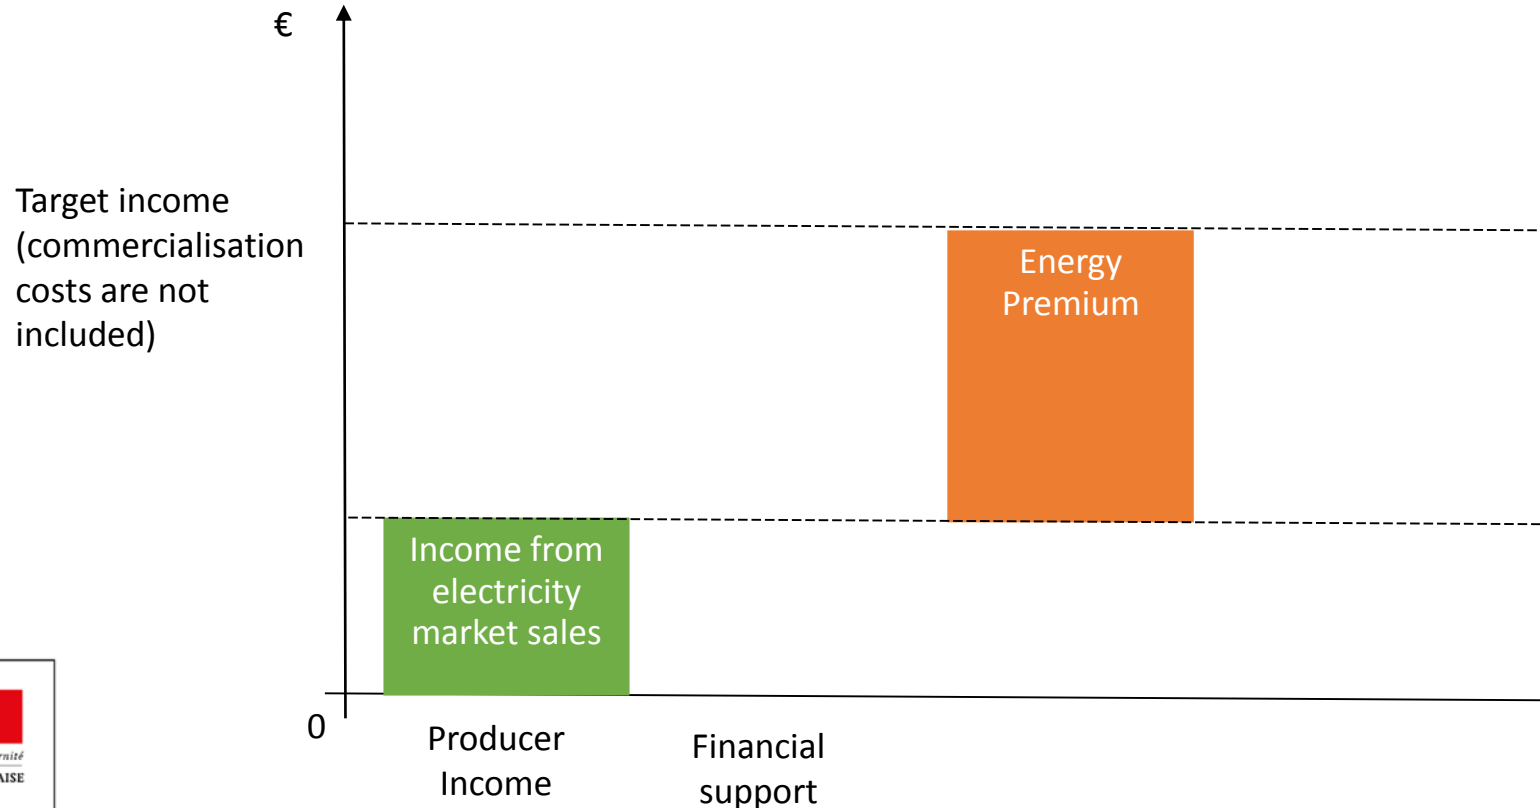 €
Target income
(commercialisation
costs are not
included)
Energy
Premium
Income from
electricity
market sales
0
Producer
Income
Financial
support